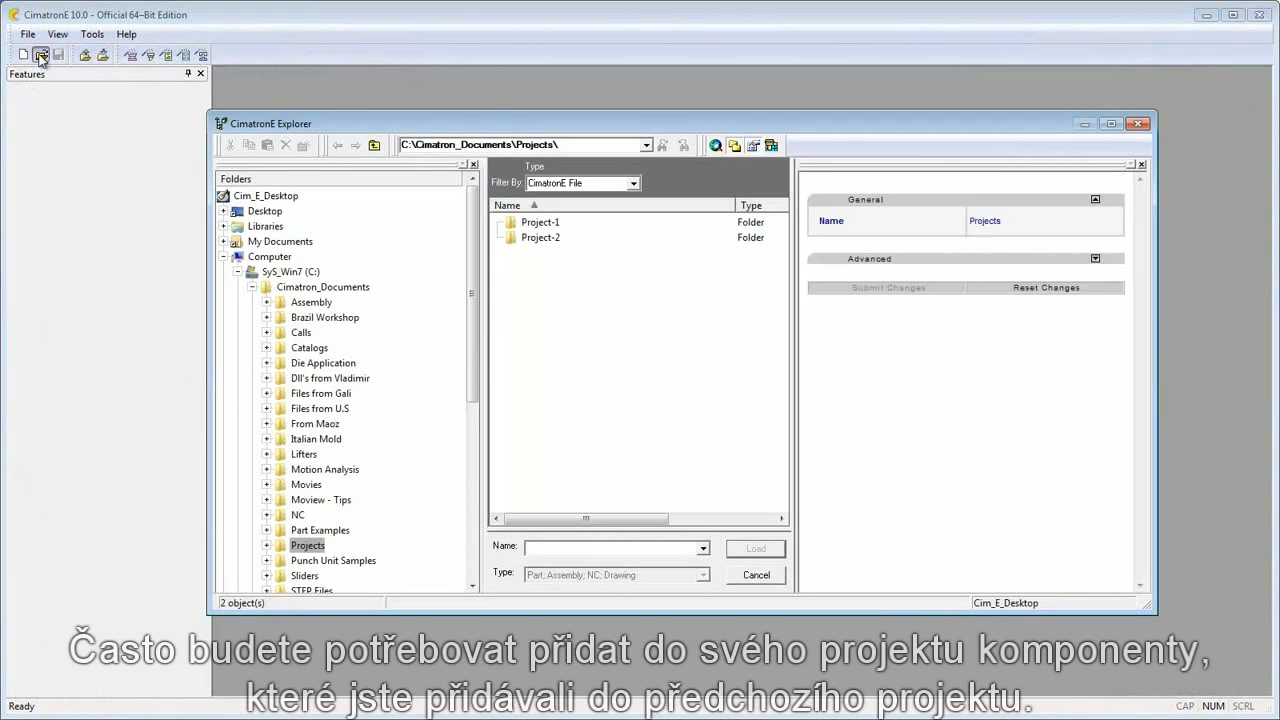 CimatronE 10.0 - Official 64-Bit Edition
File View Tools Help
Features
CimatronE Explorer
C:\Cimatron_Documents\Projects\
Folders
Cim_E_Desktop
Desktop
Libraries
My Documents
Computer
SyS_Win7 (C:)
Cimatron_Documents
Assembly
Brazil Workshop
Calls
Catalogs
Die Application
Dll's from Vladimir
Files from Gali
Files from U.S
From Maoz
Italian Mold
Lifters
Motion Analysis
Movies
Moview - Tips
NC
Part Examples
Projects
Punch Unit Samples
Sliders
STEP Files
Type
Filter By CimatronE File
Name Type
Project-1 Folder
Project-2 Folder
Name: Load
Type: Part; Assembly; NC; Drawing Cancel
General
Name Projects
Advanced
Submit Changes Reset Changes
2 object(s) Cim_E_Desktop
Často budete potřebovat přidat do svého projektu komponenty,
které jste přidávali do předchozího projektu.
Ready CAP NUM SCRL